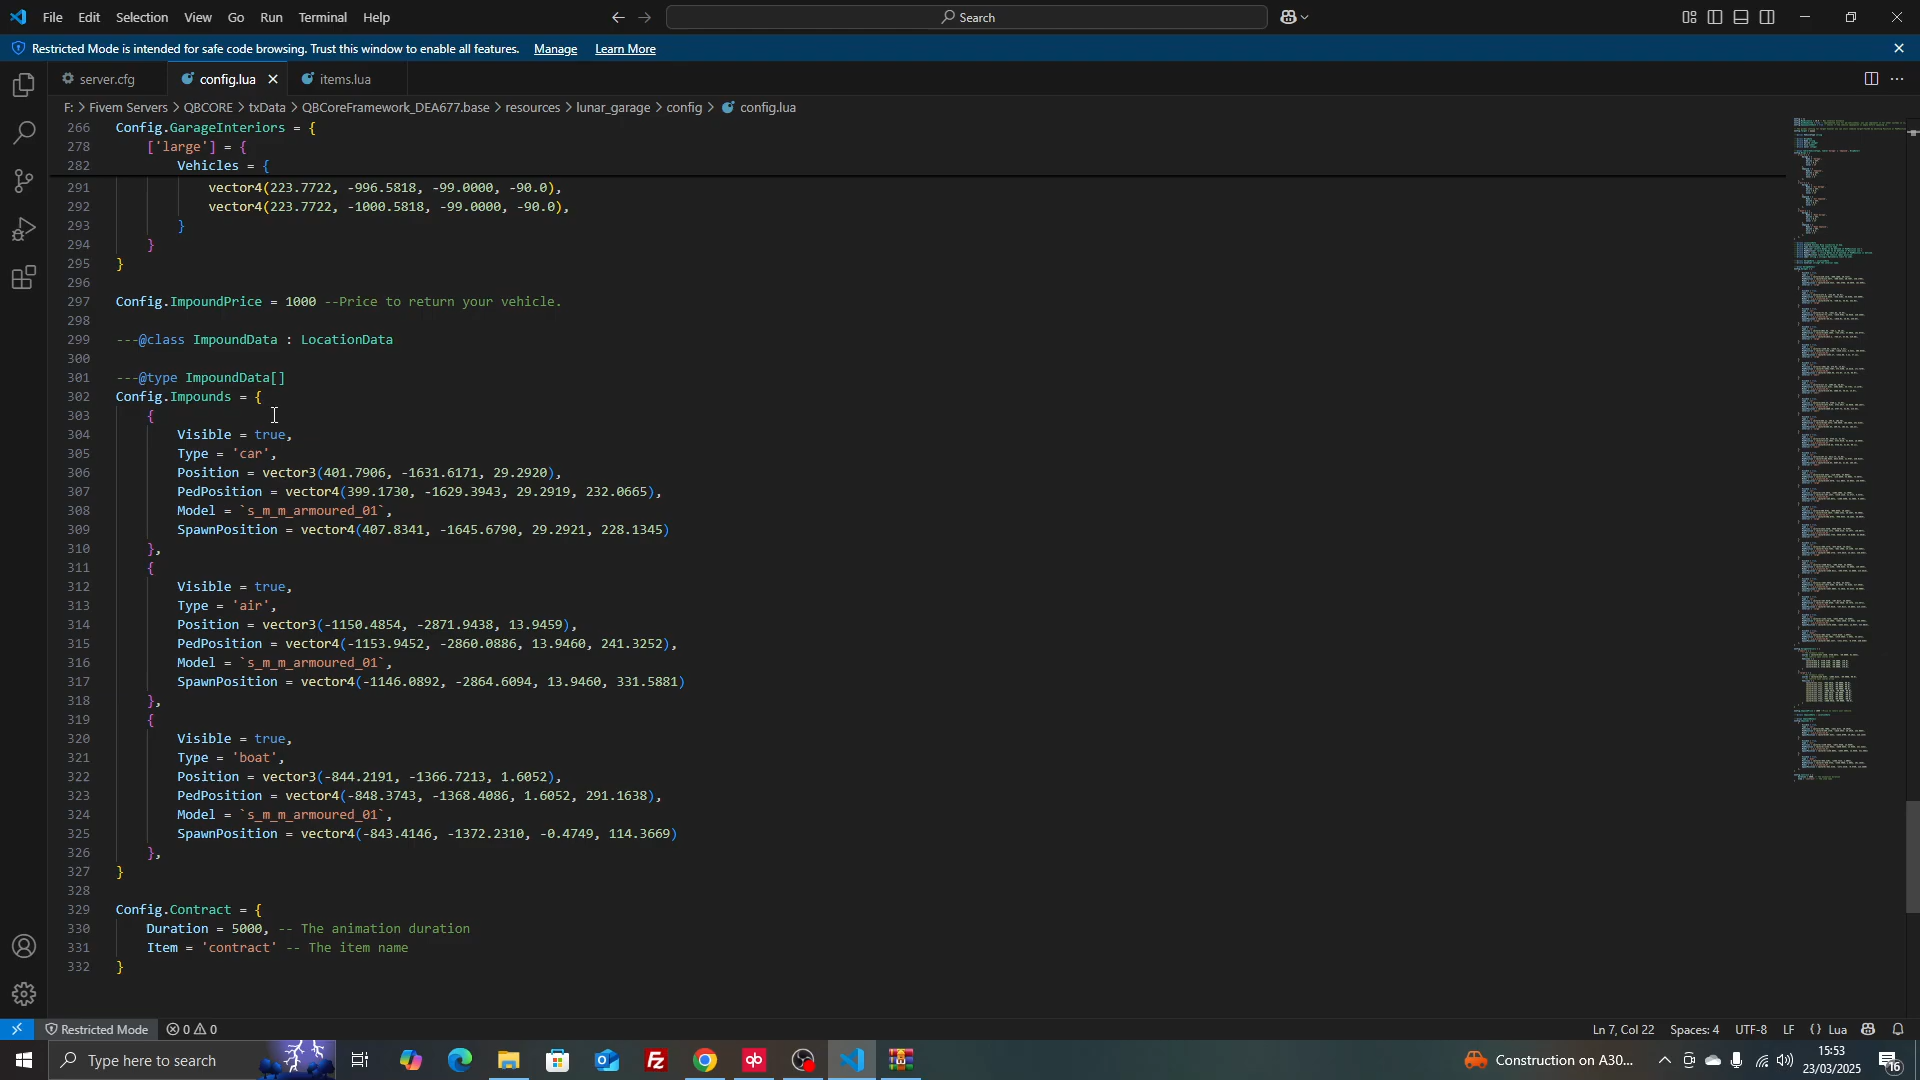 File Edit Selection View Go Run Terminal Help
Search
Restricted Mode is intended for safe code browsing. Trust this window to enable all features. Manage Learn More
server.cfg config.lua items.lua
F: > Fivem Servers > QBCORE > txData > QBCoreFramework_DEA677.base > resources > lunar_garage > config > config.lua
266 Config.GarageInteriors = {
278 ['large'] = {
282 Vehicles = {
291 vector4(223.7722, -996.5818, -99.0000, -90.0),
292 vector4(223.7722, -1000.5818, -99.0000, -90.0),
293 }
294 }
295 }
296
297 Config.ImpoundPrice = 1000 --Price to return your vehicle.
298
299 ---@class ImpoundData : LocationData
300
301 ---@type ImpoundData[]
302 Config.Impounds = {
303 {
304 Visible = true,
305 Type = 'car',
306 Position = vector3(401.7906, -1631.6171, 29.2920),
307 PedPosition = vector4(399.1730, -1629.3943, 29.2919, 232.0665),
308 Model = `s_m_m_armoured_01`,
309 SpawnPosition = vector4(407.8341, -1645.6790, 29.2921, 228.1345)
310 },
311 {
312 Visible = true,
313 Type = 'air',
314 Position = vector3(-1150.4854, -2871.9438, 13.9459),
315 PedPosition = vector4(-1153.9452, -2860.0886, 13.9460, 241.3252),
316 Model = `s_m_m_armoured_01`,
317 SpawnPosition = vector4(-1146.0892, -2864.6094, 13.9460, 331.5881)
318 },
319 {
320 Visible = true,
321 Type = 'boat',
322 Position = vector3(-844.2191, -1366.7213, 1.6052),
323 PedPosition = vector4(-848.3743, -1368.4086, 1.6052, 291.1638),
324 Model = `s_m_m_armoured_01`,
325 SpawnPosition = vector4(-843.4146, -1372.2310, -0.4749, 114.3669)
326 },
327 }
328
329 Config.Contract = {
330 Duration = 5000, -- The animation duration
331 Item = 'contract' -- The item name
332 }
Restricted Mode 0 0 Ln 7, Col 22 Spaces: 4 UTF-8 LF {} Lua
Type here to search Construction on A30... 15:53
23/03/2025 16